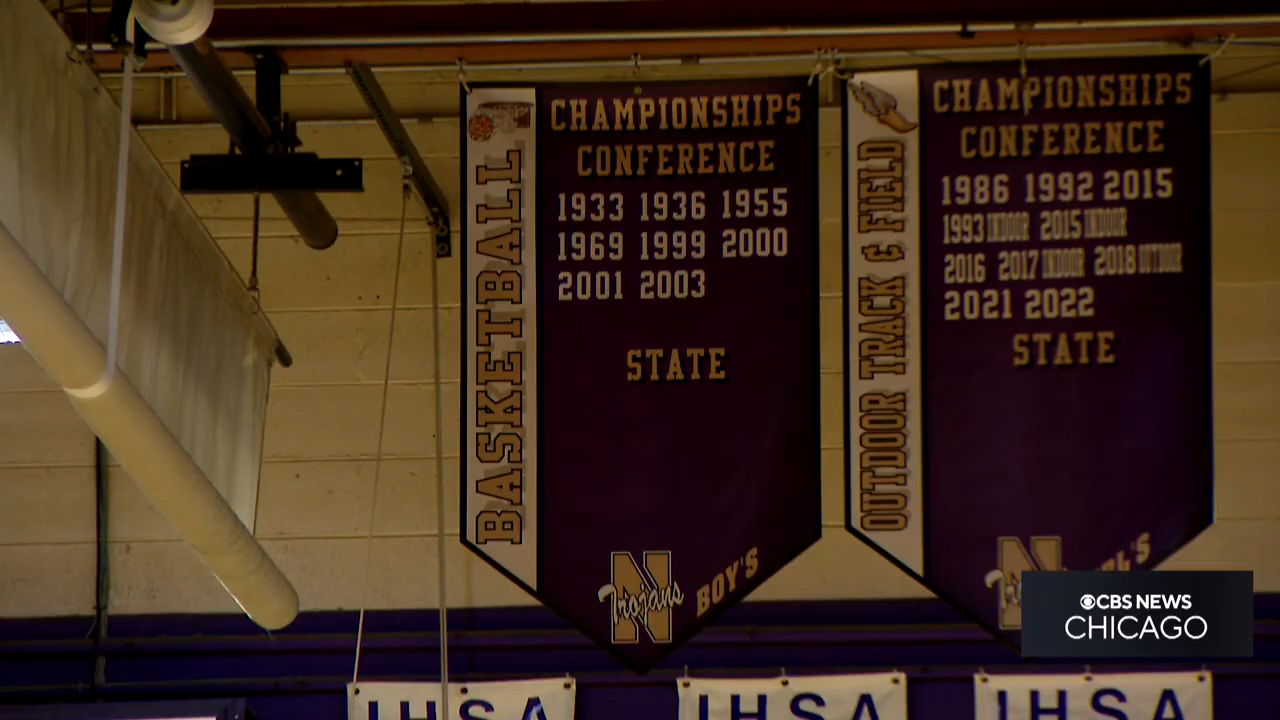 BASKETBALL
CHAMPIONSHIPS
CONFERENCE
1933 1936 1955
1969 1999 2000
2001 2003
STATE
N
Trojans
BOY'S
OUTDOOR TRACK & FIELD
CHAMPIONSHIPS
CONFERENCE
1986 1992 2015
1993 INDOOR 2015 INDOOR
2016 2017 INDOOR 2018 OUTDOOR
2021 2022
STATE
N
CBS NEWS
CHICAGO
IHSA
IHSA
IHSA